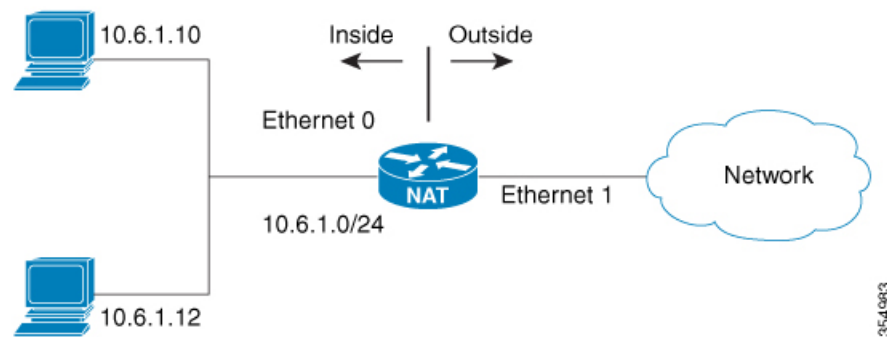 10.6.1.10
Inside
Outside
Ethernet 0
NAT
Ethernet 1
Network
10.6.1.0/24
10.6.1.12
354983